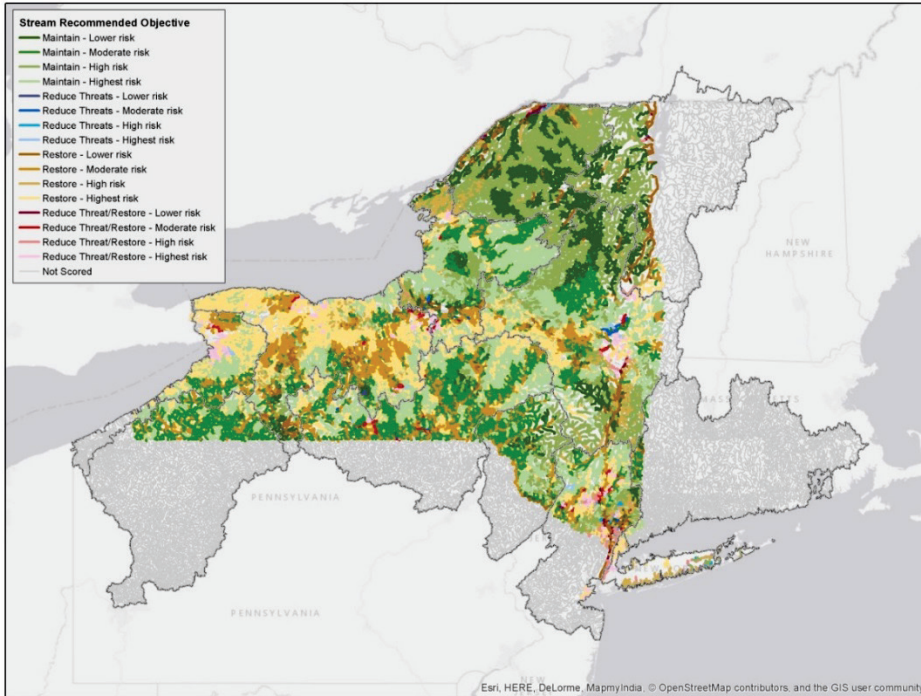 Stream Recommended Objective
Maintain - Lower risk
Maintain - Moderate risk
Maintain - High risk
Maintain - Highest risk
Reduce Threats - Lower risk
Reduce Threats - Moderate risk
Reduce Threats - High risk
Reduce Threats - Highest risk
Restore - Lower risk
Restore - Moderate risk
Restore - High risk
Restore - Highest risk
Reduce Threat/Restore - Lower risk
Reduce Threat/Restore - Moderate risk
Reduce Threat/Restore - High risk
Reduce Threat/Restore - Highest risk
Not Scored
NEW
HAMPSHIRE
PENNSYLVANIA
PENNSYLVANIA
NEW
Esri, HERE, DeLorme, MapmyIndia, © OpenStreetMap contributors, and the GIS user community